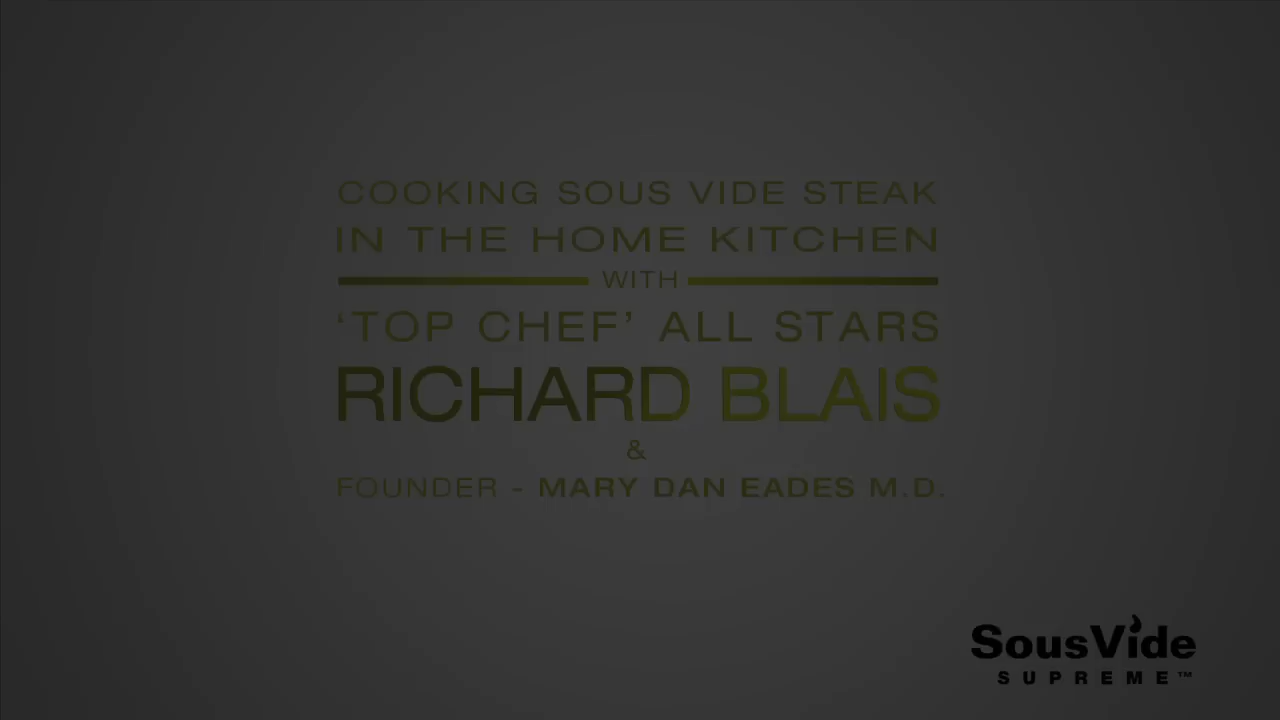 COOKING SOUS VIDE STEAK
IN THE HOME KITCHEN
WITH
‘TOP CHEF’ ALL STARS
RICHARD BLAIS
&
FOUNDER - MARY DAN EADES M.D.
SousVide
SUPREME™